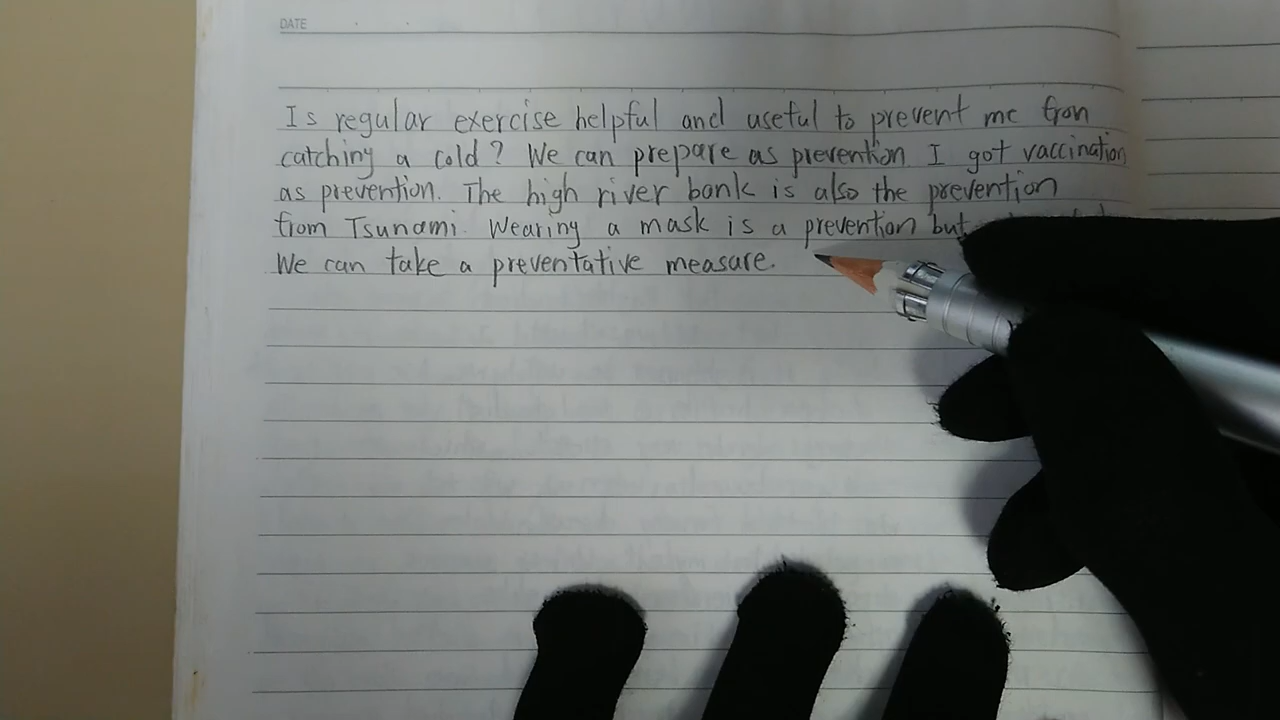 DATE
Is regular exercise helpful and useful to prevent me from
catching a cold? We can prepare as prevention. I got vaccination
as prevention. The high river bank is also the prevention
from Tsunami. Wearing a mask is a prevention but
We can take a preventative measure.